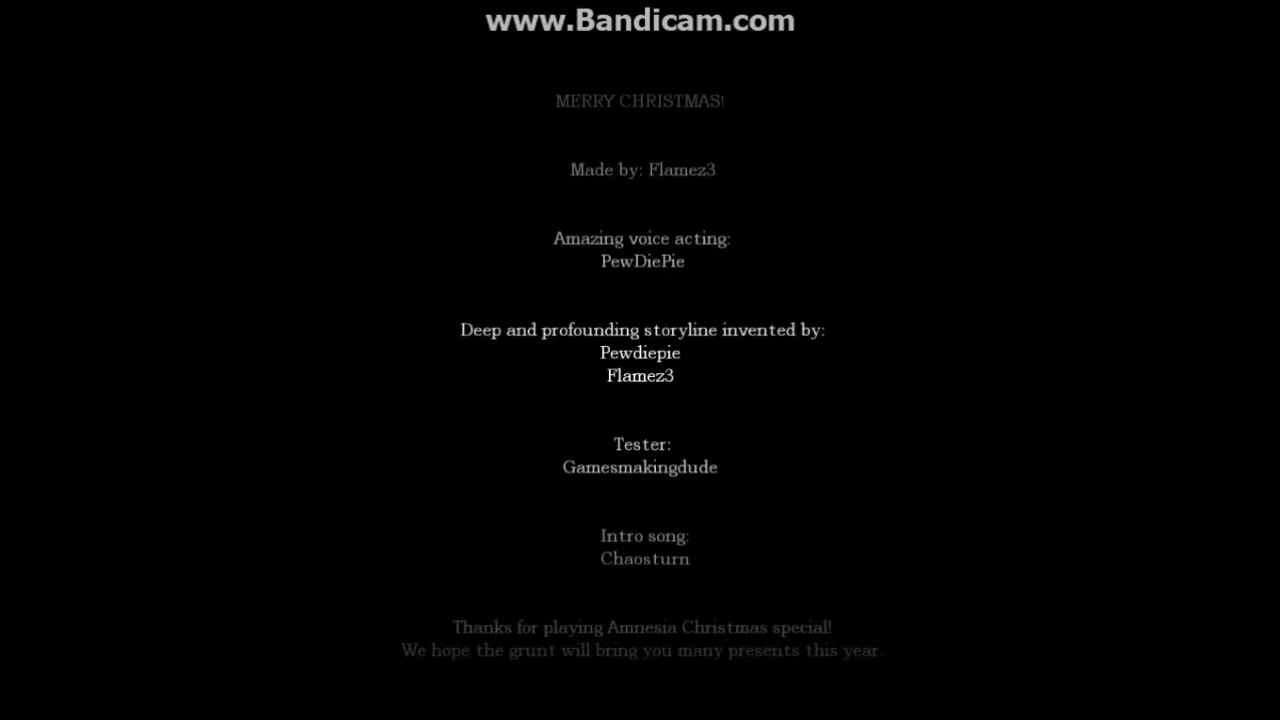 www.Bandicam.com
MERRY CHRISTMAS!
Made by: Flamez3
Amazing voice acting:
PewDiePie
Deep and profounding storyline invented by:
Pewdiepie
Flamez3
Tester:
Gamesmakingdude
Intro song:
Chaosturn
Thanks for playing Amnesia Christmas special!
We hope the grunt will bring you many presents this year.